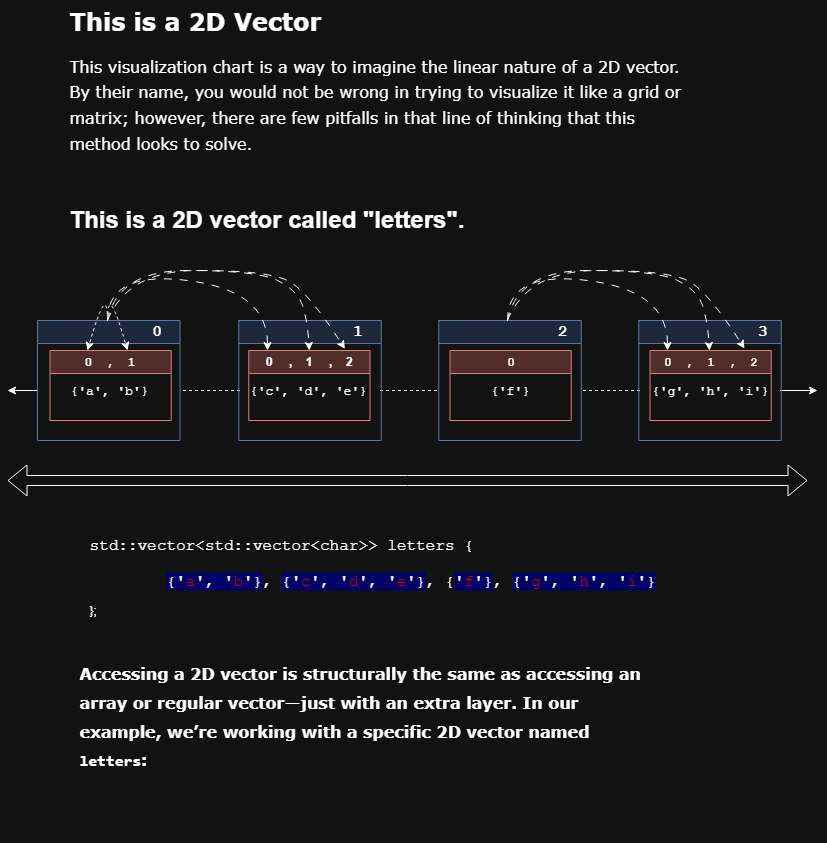 This is a 2D Vector
This visualization chart is a way to imagine the linear nature of a 2D vector.
By their name, you would not be wrong in trying to visualize it like a grid or
matrix; however, there are few pitfalls in that line of thinking that this
method looks to solve.
This is a 2D vector called "letters".
0
0 , 1
{'a', 'b'}
1
0 , 1 , 2
{'c', 'd', 'e'}
2
0
{'f'}
3
0 , 1 , 2
{'g', 'h', 'i'}
std::vector<std::vector<char>> letters {
{'a', 'b'}, {'c', 'd', 'e'}, {'f'}, {'g', 'h', 'i'}
};
Accessing a 2D vector is structurally the same as accessing an
array or regular vector—just with an extra layer. In our
example, we’re working with a specific 2D vector named
letters: